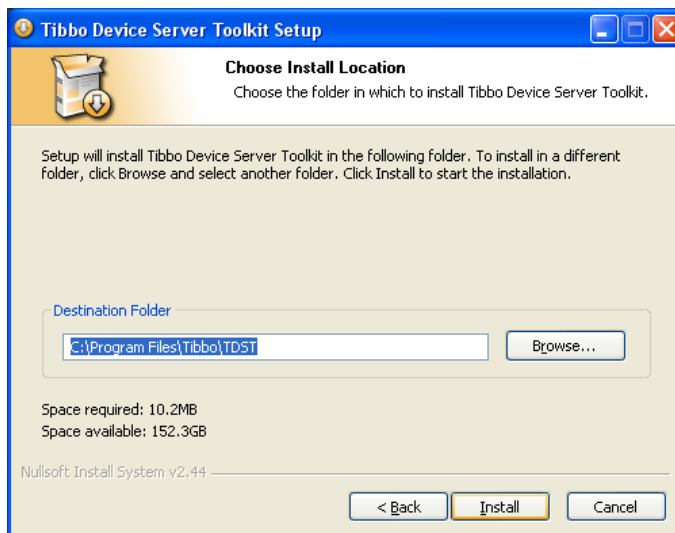 Tibbo Device Server Toolkit Setup
Choose Install Location
Choose the folder in which to install Tibbo Device Server Toolkit.
Setup will install Tibbo Device Server Toolkit in the following folder. To install in a different
folder, click Browse and select another folder. Click Install to start the installation.
Destination Folder
C:\Program Files\Tibbo\TDST
Browse...
Space required: 10.2MB
Space available: 152.3GB
Nullsoft Install System v2.44
< Back
Install
Cancel